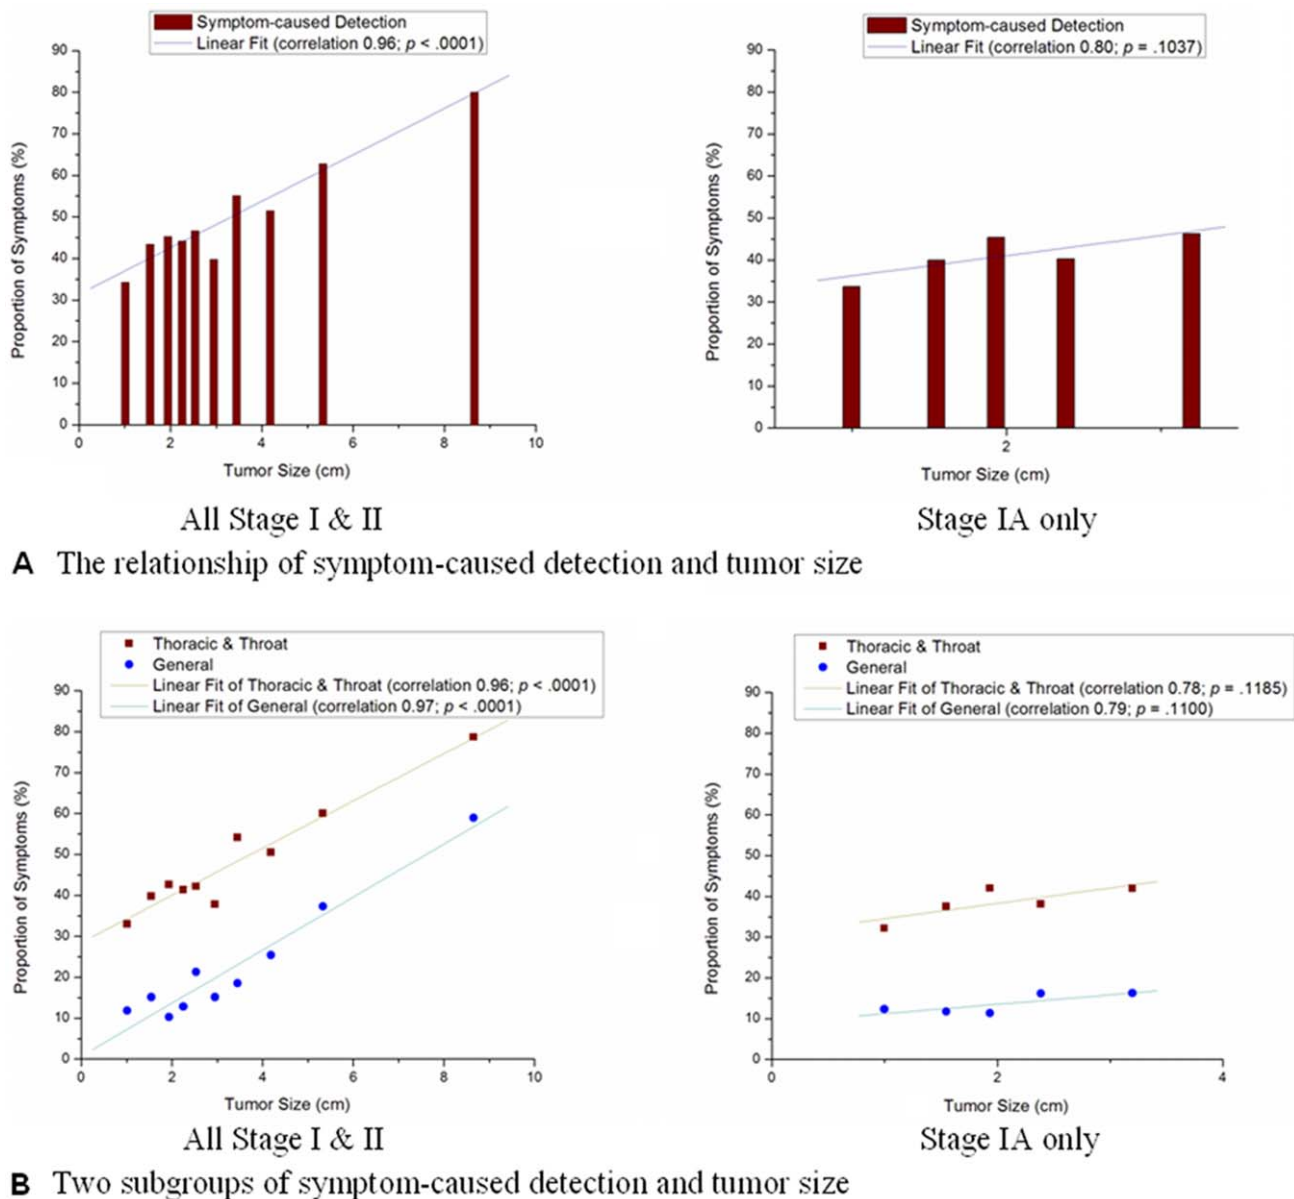 Symptom-caused Detection
Linear Fit (correlation 0.96; p < .0001)
90
80
70
60
50
40
30
20
10
0
Proportion of Symptoms (%)
0 2 4 6 8 10
Tumor Size (cm)
All Stage I & II
Symptom-caused Detection
Linear Fit (correlation 0.80; p = .1037)
90
80
70
60
50
40
30
20
10
0
Proportion of Symptoms (%)
2
Tumor Size (cm)
Stage IA only
A The relationship of symptom-caused detection and tumor size
Thoracic & Throat
General
Linear Fit of Thoracic & Throat (correlation 0.96; p < .0001)
Linear Fit of General (correlation 0.97; p < .0001)
90
80
70
60
50
40
30
20
10
0
Proportion of Symptoms (%)
0 2 4 6 8 10
Tumor Size (cm)
All Stage I & II
Thoracic & Throat
General
Linear Fit of Thoracic & Throat (correlation 0.78; p = .1185)
Linear Fit of General (correlation 0.79; p = .1100)
90
80
70
60
50
40
30
20
10
0
Proportion of Symptoms (%)
0 2 4
Tumor Size (cm)
Stage IA only
B Two subgroups of symptom-caused detection and tumor size